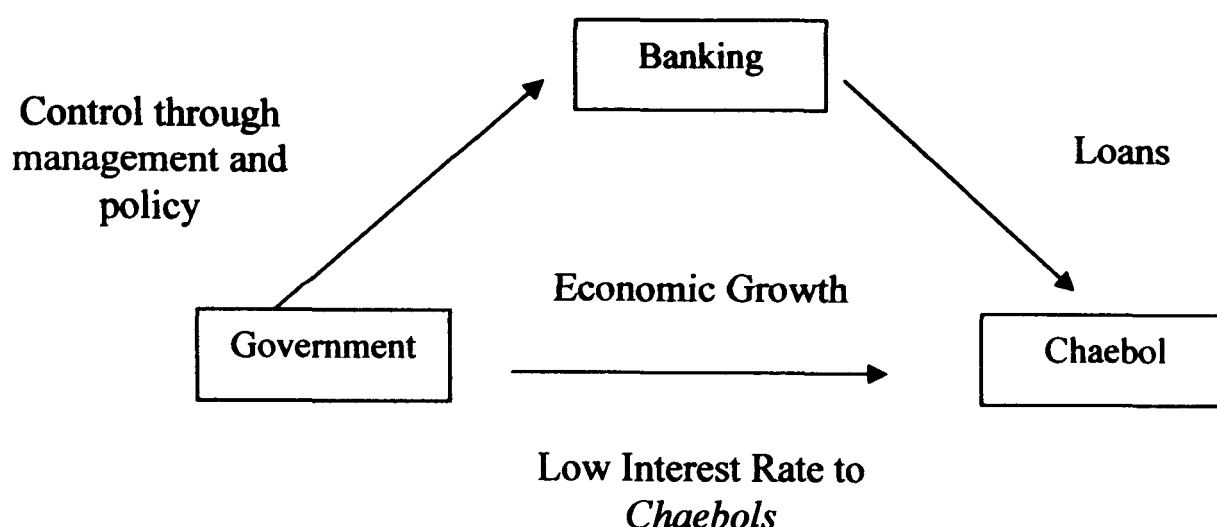 Banking
Control through
management and
policy
Loans
Economic Growth
Government
Chaebol
Low Interest Rate to
Chaebols